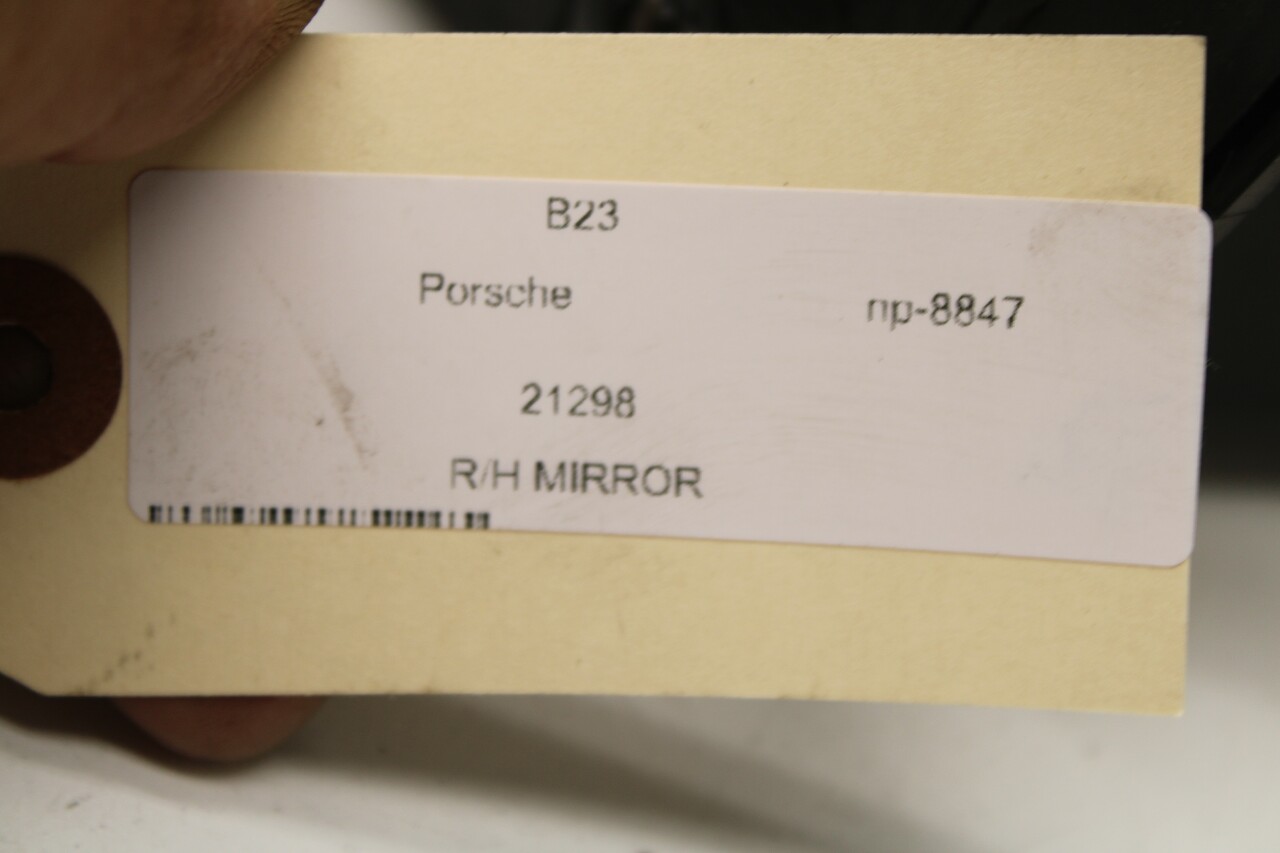 B23
Porsche np-8847
21298
R/H MIRROR